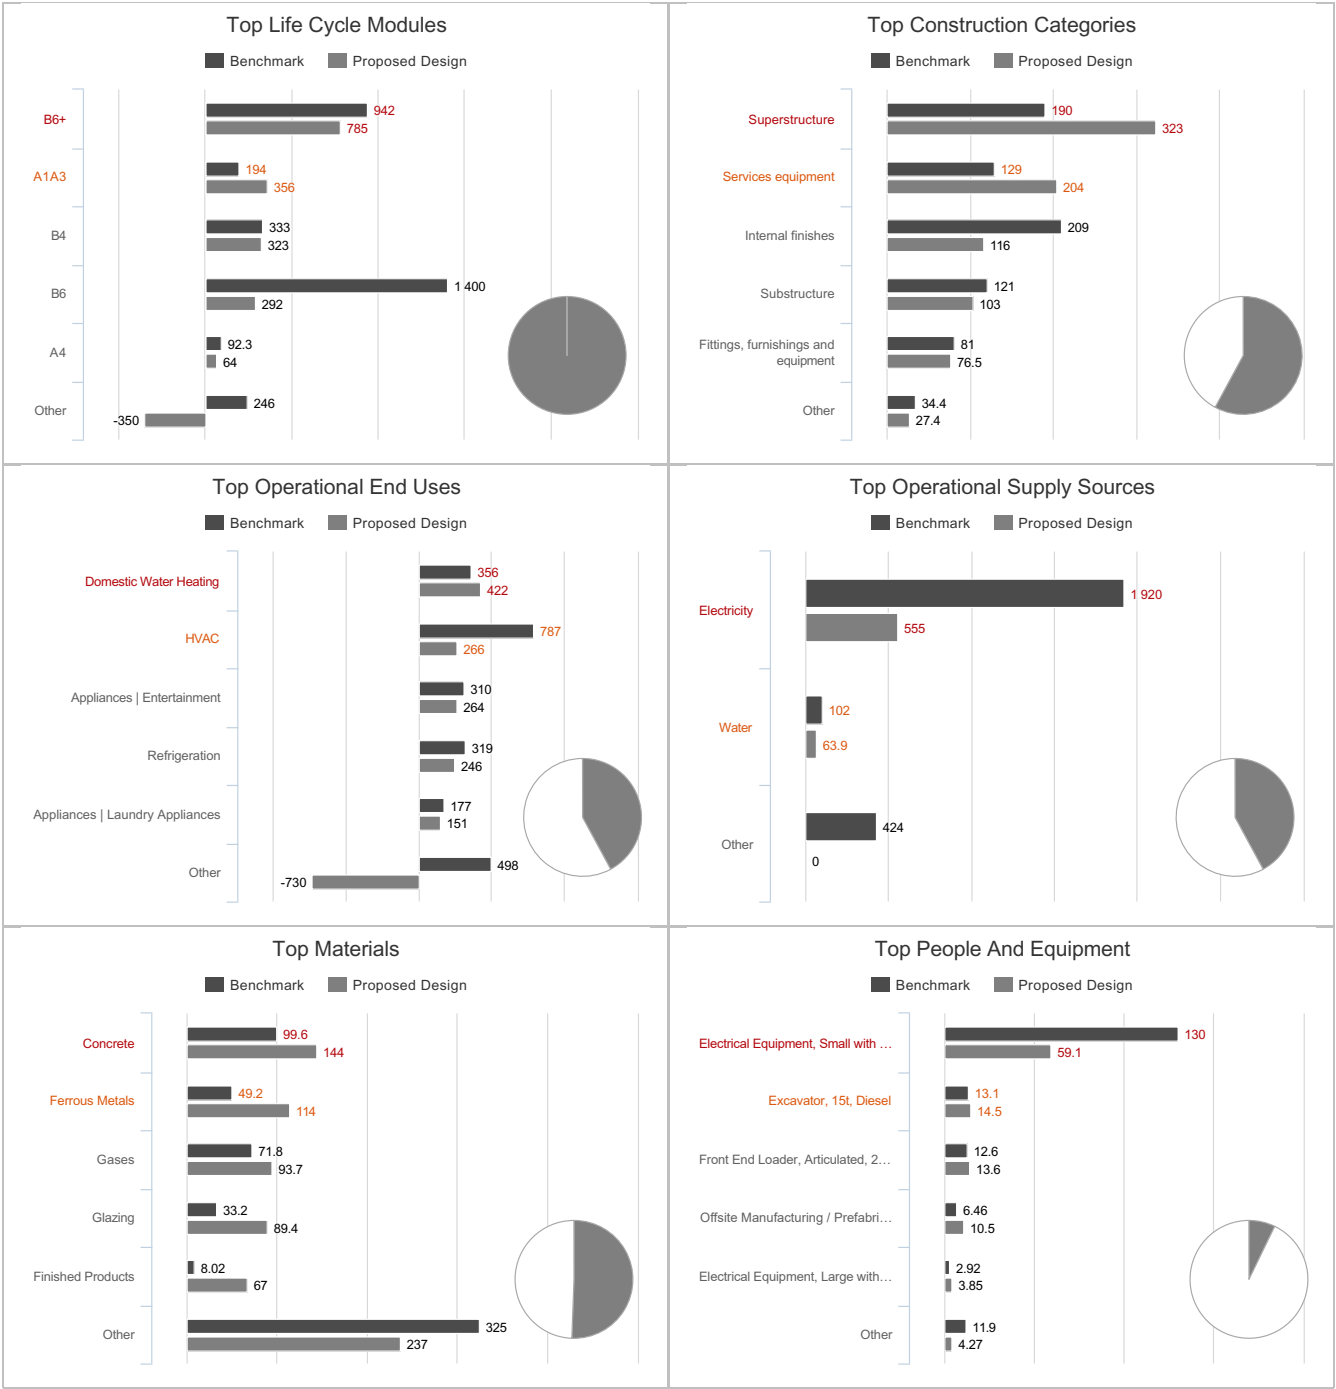 Top Life Cycle Modules
Benchmark
Proposed Design
B6+
942
785
A1A3
194
356
B4
333
323
B6
1 400
292
A4
92.3
64
Other
246
-350
Top Construction Categories
Benchmark
Proposed Design
Superstructure
190
323
Services equipment
129
204
Internal finishes
209
116
Substructure
121
103
Fittings, furnishings and
equipment
81
76.5
Other
34.4
27.4
Top Operational End Uses
Benchmark
Proposed Design
Domestic Water Heating
356
422
HVAC
787
266
Appliances | Entertainment
310
264
Refrigeration
319
246
Appliances | Laundry Appliances
177
151
Other
498
-730
Top Operational Supply Sources
Benchmark
Proposed Design
Electricity
1 920
555
Water
102
63.9
Other
424
0
Top Materials
Benchmark
Proposed Design
Concrete
99.6
144
Ferrous Metals
49.2
114
Gases
71.8
93.7
Glazing
33.2
89.4
Finished Products
8.02
67
Other
325
237
Top People And Equipment
Benchmark
Proposed Design
Electrical Equipment, Small with ...
130
59.1
Excavator, 15t, Diesel
13.1
14.5
Front End Loader, Articulated, 2...
12.6
13.6
Offsite Manufacturing / Prefabri...
6.46
10.5
Electrical Equipment, Large with...
2.92
3.85
Other
11.9
4.27